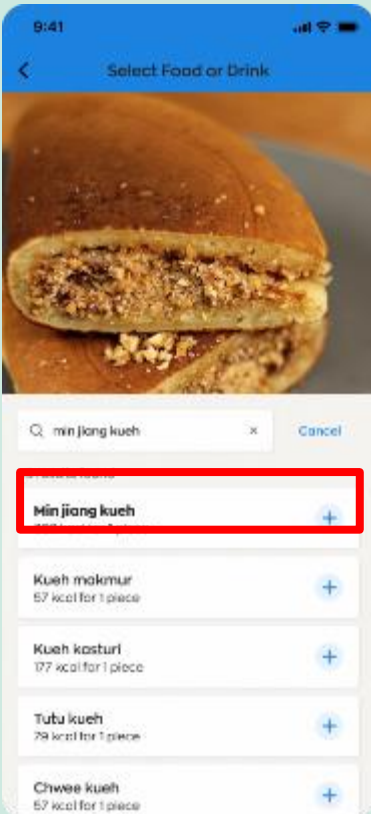 9:41
Select Food or Drink
min jiang kueh × Cancel
Min jiang kueh
Kueh makmur
57 kcal for 1 piece
Kueh kasturi
177 kcal for 1 piece
Tutu kueh
79 kcal for 1 piece
Chwee kueh
57 kcal for 1 piece